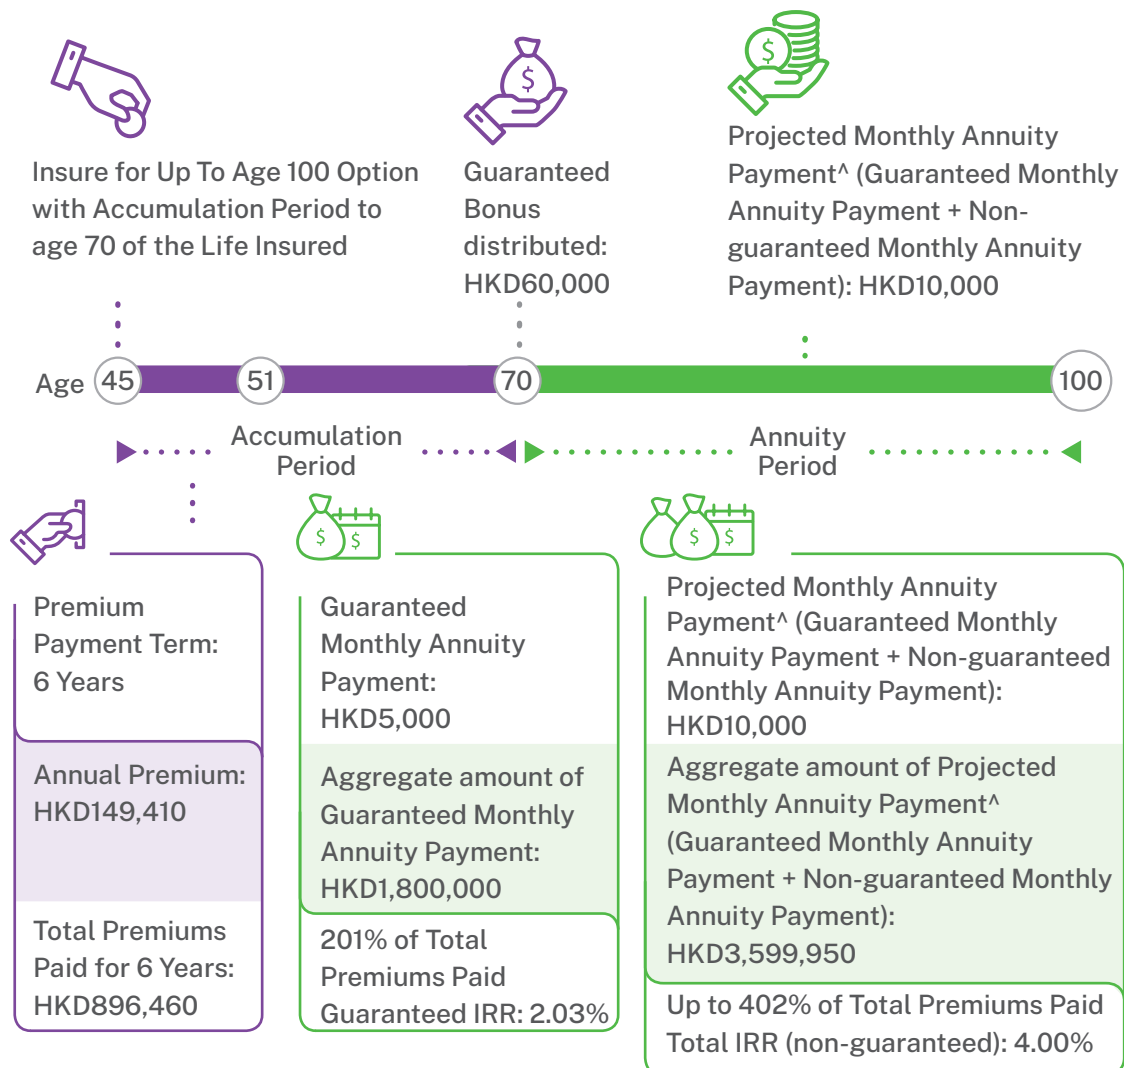 Insure for Up To Age 100 Option
with Accumulation Period to
age 70 of the Life Insured
$
Guaranteed
Bonus
distributed:
HKD60,000
$
Projected Monthly Annuity
Payment^ (Guaranteed Monthly
Annuity Payment + Non-
guaranteed Monthly Annuity
Payment): HKD10,000
Age 45 51 70 100
Accumulation
Period
Annuity
Period
Premium
Payment Term:
6 Years
Annual Premium:
HKD149,410
Total Premiums
Paid for 6 Years:
HKD896,460
$ $
Guaranteed
Monthly Annuity
Payment:
HKD5,000
Aggregate amount of
Guaranteed Monthly
Annuity Payment:
HKD1,800,000
201% of Total
Premiums Paid
Guaranteed IRR: 2.03%
$ $
Projected Monthly Annuity
Payment^ (Guaranteed Monthly
Annuity Payment + Non-guaranteed
Monthly Annuity Payment):
HKD10,000
Aggregate amount of Projected
Monthly Annuity Payment^
(Guaranteed Monthly Annuity
Payment + Non-guaranteed Monthly
Annuity Payment):
HKD3,599,950
Up to 402% of Total Premiums Paid
Total IRR (non-guaranteed): 4.00%